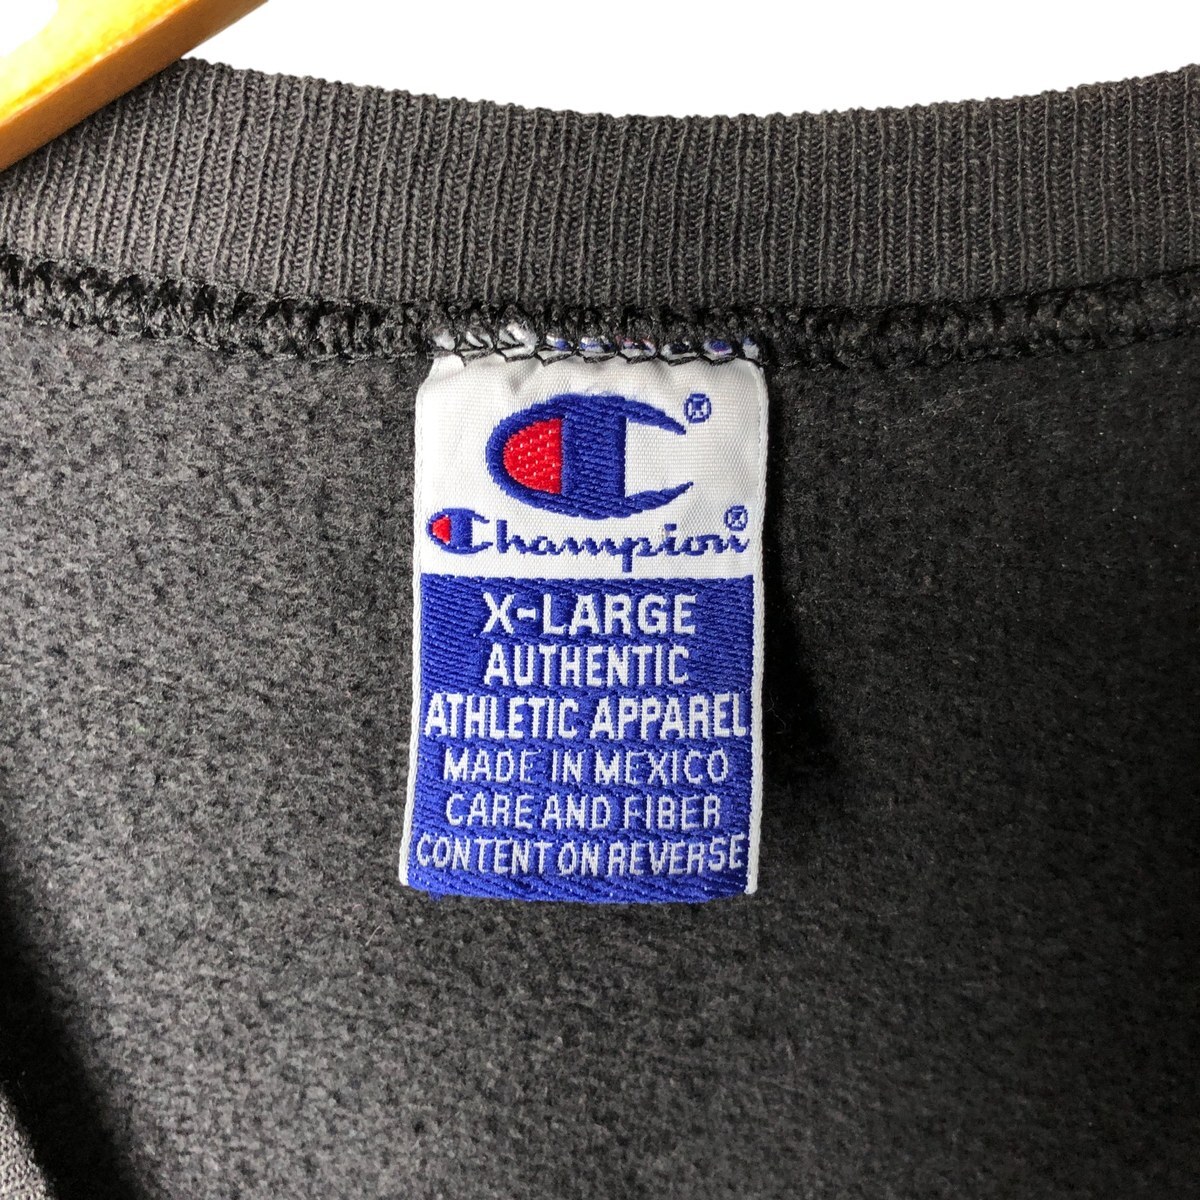 ®
Champion®
X-LARGE
AUTHENTIC
ATHLETIC APPAREL
MADE IN MEXICO
CARE AND FIBER
CONTENT ON REVERSE